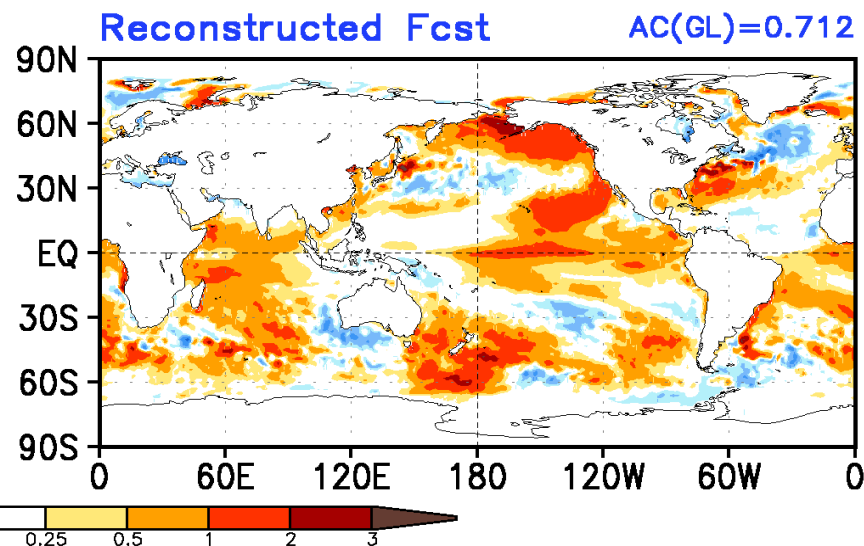 Reconstructed Fcst AC(GL)=0.712
90N
60N
30N
EQ
30S
60S
90S
0 60E 120E 180 120W 60W 0
0.25 0.5 1 2 3